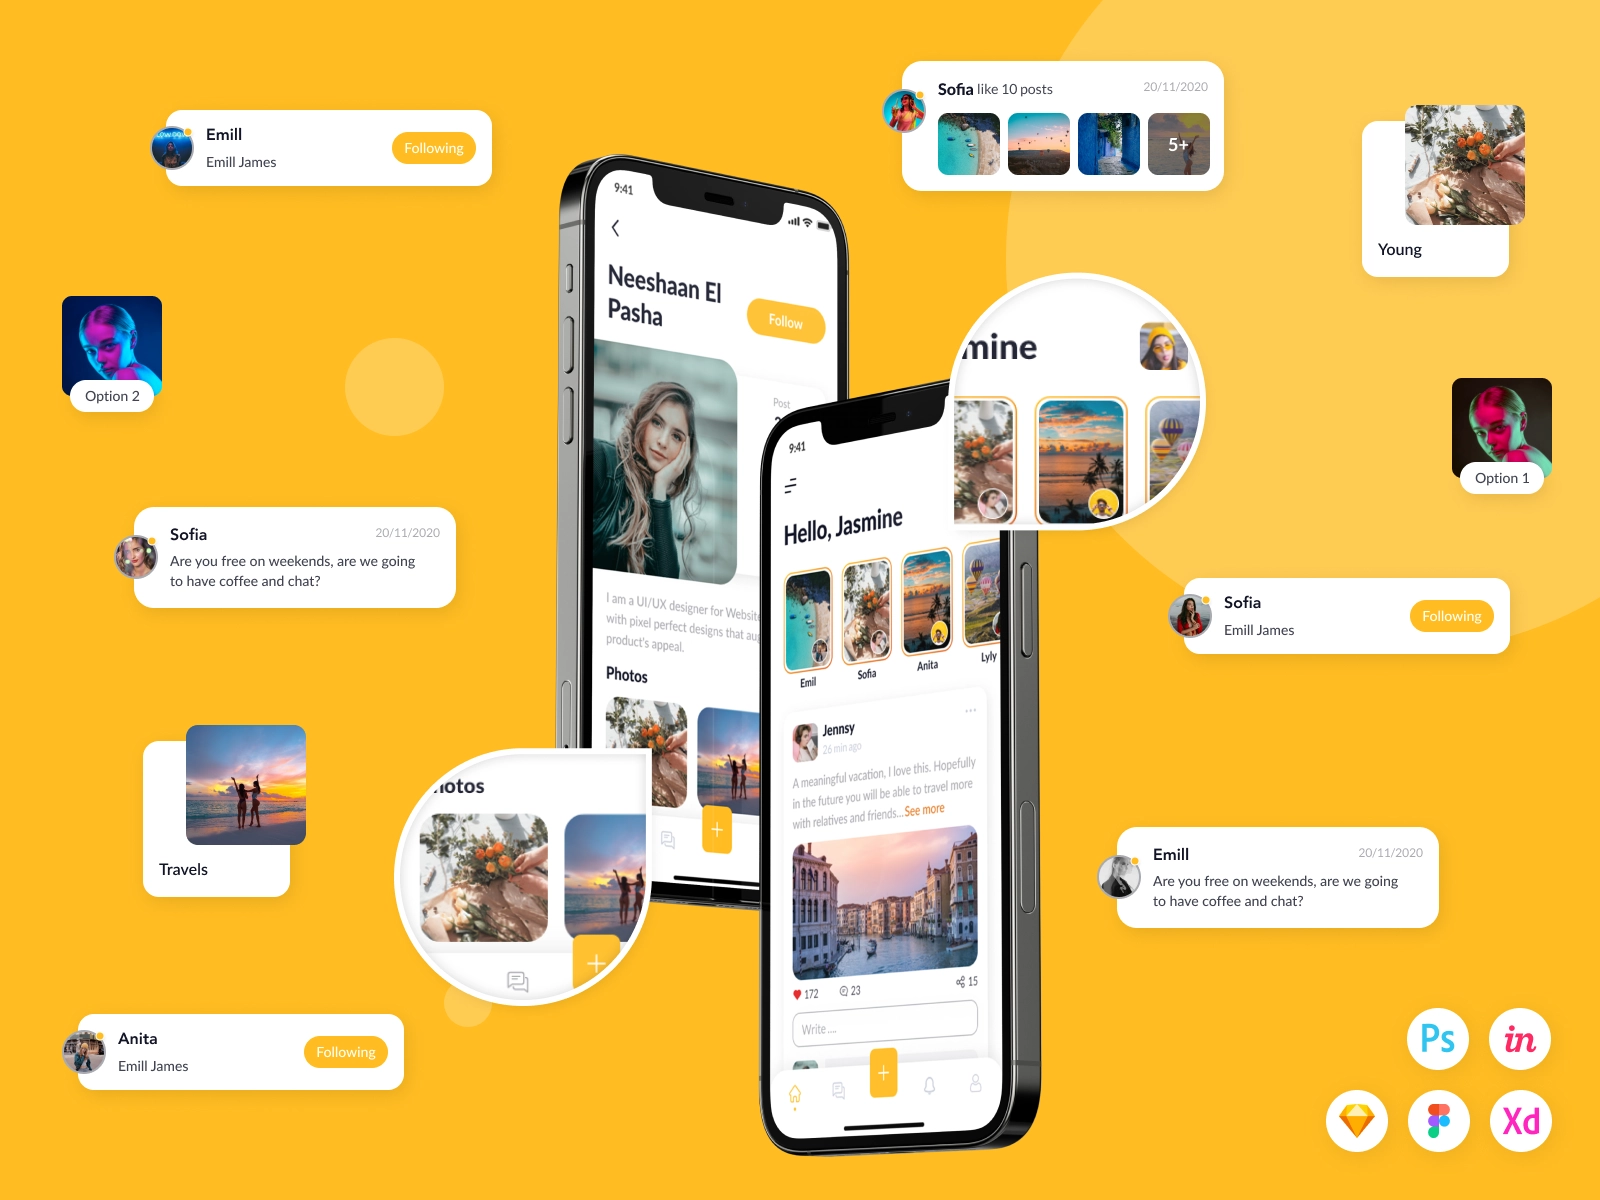 Emill
Emill James
Following
Sofia like 10 posts
20/11/2020
5+
Young
Option 2
9:41
Neeshaan El
Pasha
Follow
Post
I am a UI/UX designer for Website
with pixel perfect designs that aug
product's appeal.
Photos
mine
Option 1
9:41
Hello, Jasmine
Emil
Sofia
Anita
Lyly
Jennsy
26 min ago
A meaningful vacation, I love this. Hopefully
in the future you will be able to travel more
with relatives and friends... See more
172
23
15
Write ....
Sofia
20/11/2020
Are you free on weekends, are we going
to have coffee and chat?
Sofia
Emill James
Following
Travels
hotos
Emill
20/11/2020
Are you free on weekends, are we going
to have coffee and chat?
Anita
Emill James
Following
Ps
in
Xd